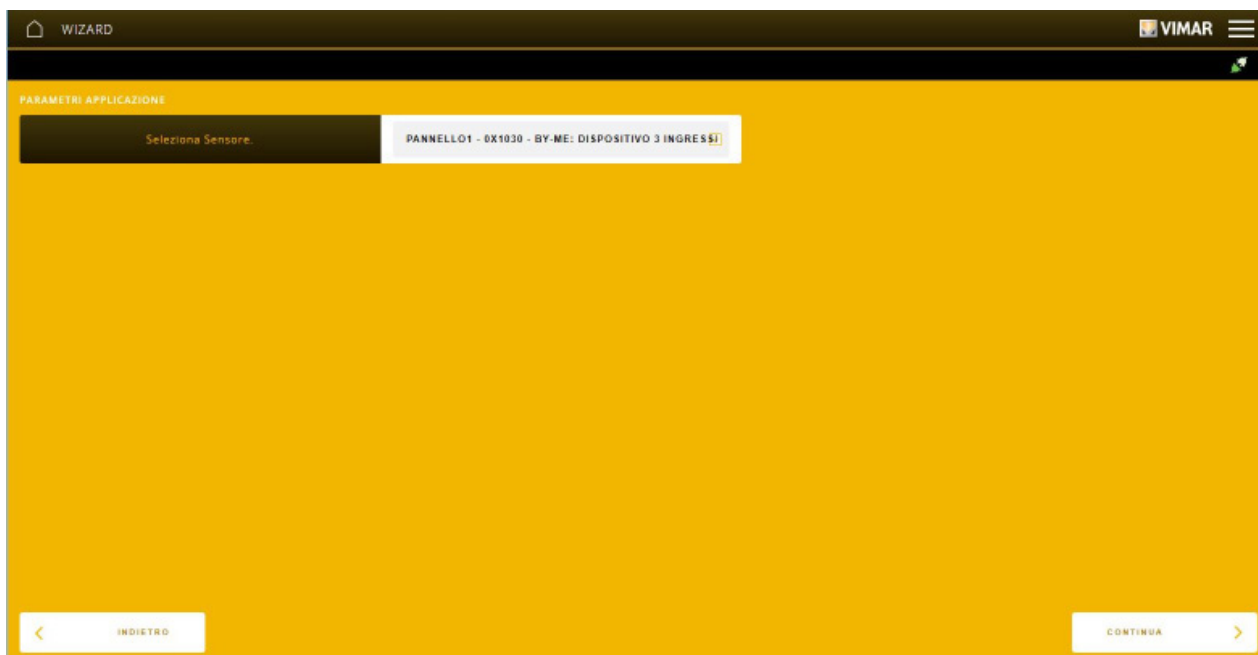 WIZARD
VIMAR
PARAMETRI APPLICAZIONE
Seleziona Sensore.
PANNELLO1 - 0X1030 - BY-ME: DISPOSITIVO 3 INGRESSI
INDIETRO
CONTINUA